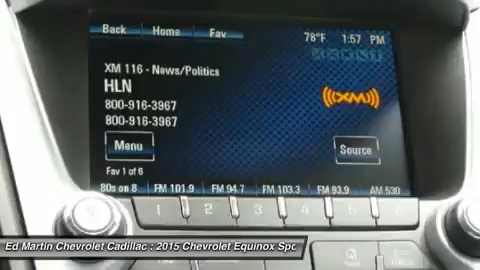 Back Home Fav
78°F 1:57 PM
XM 116 - News/Politics
HLN
800-916-3967
800-916-3967
((XM))
Menu
Source
Fav 1 of 6
80s on 8 FM 101.9 FM 94.7 FM 103.3 FM 93.9 AM 530
1 2 3 4 5 6
Ed Martin Chevrolet Cadillac : 2015 Chevrolet Equinox Spo